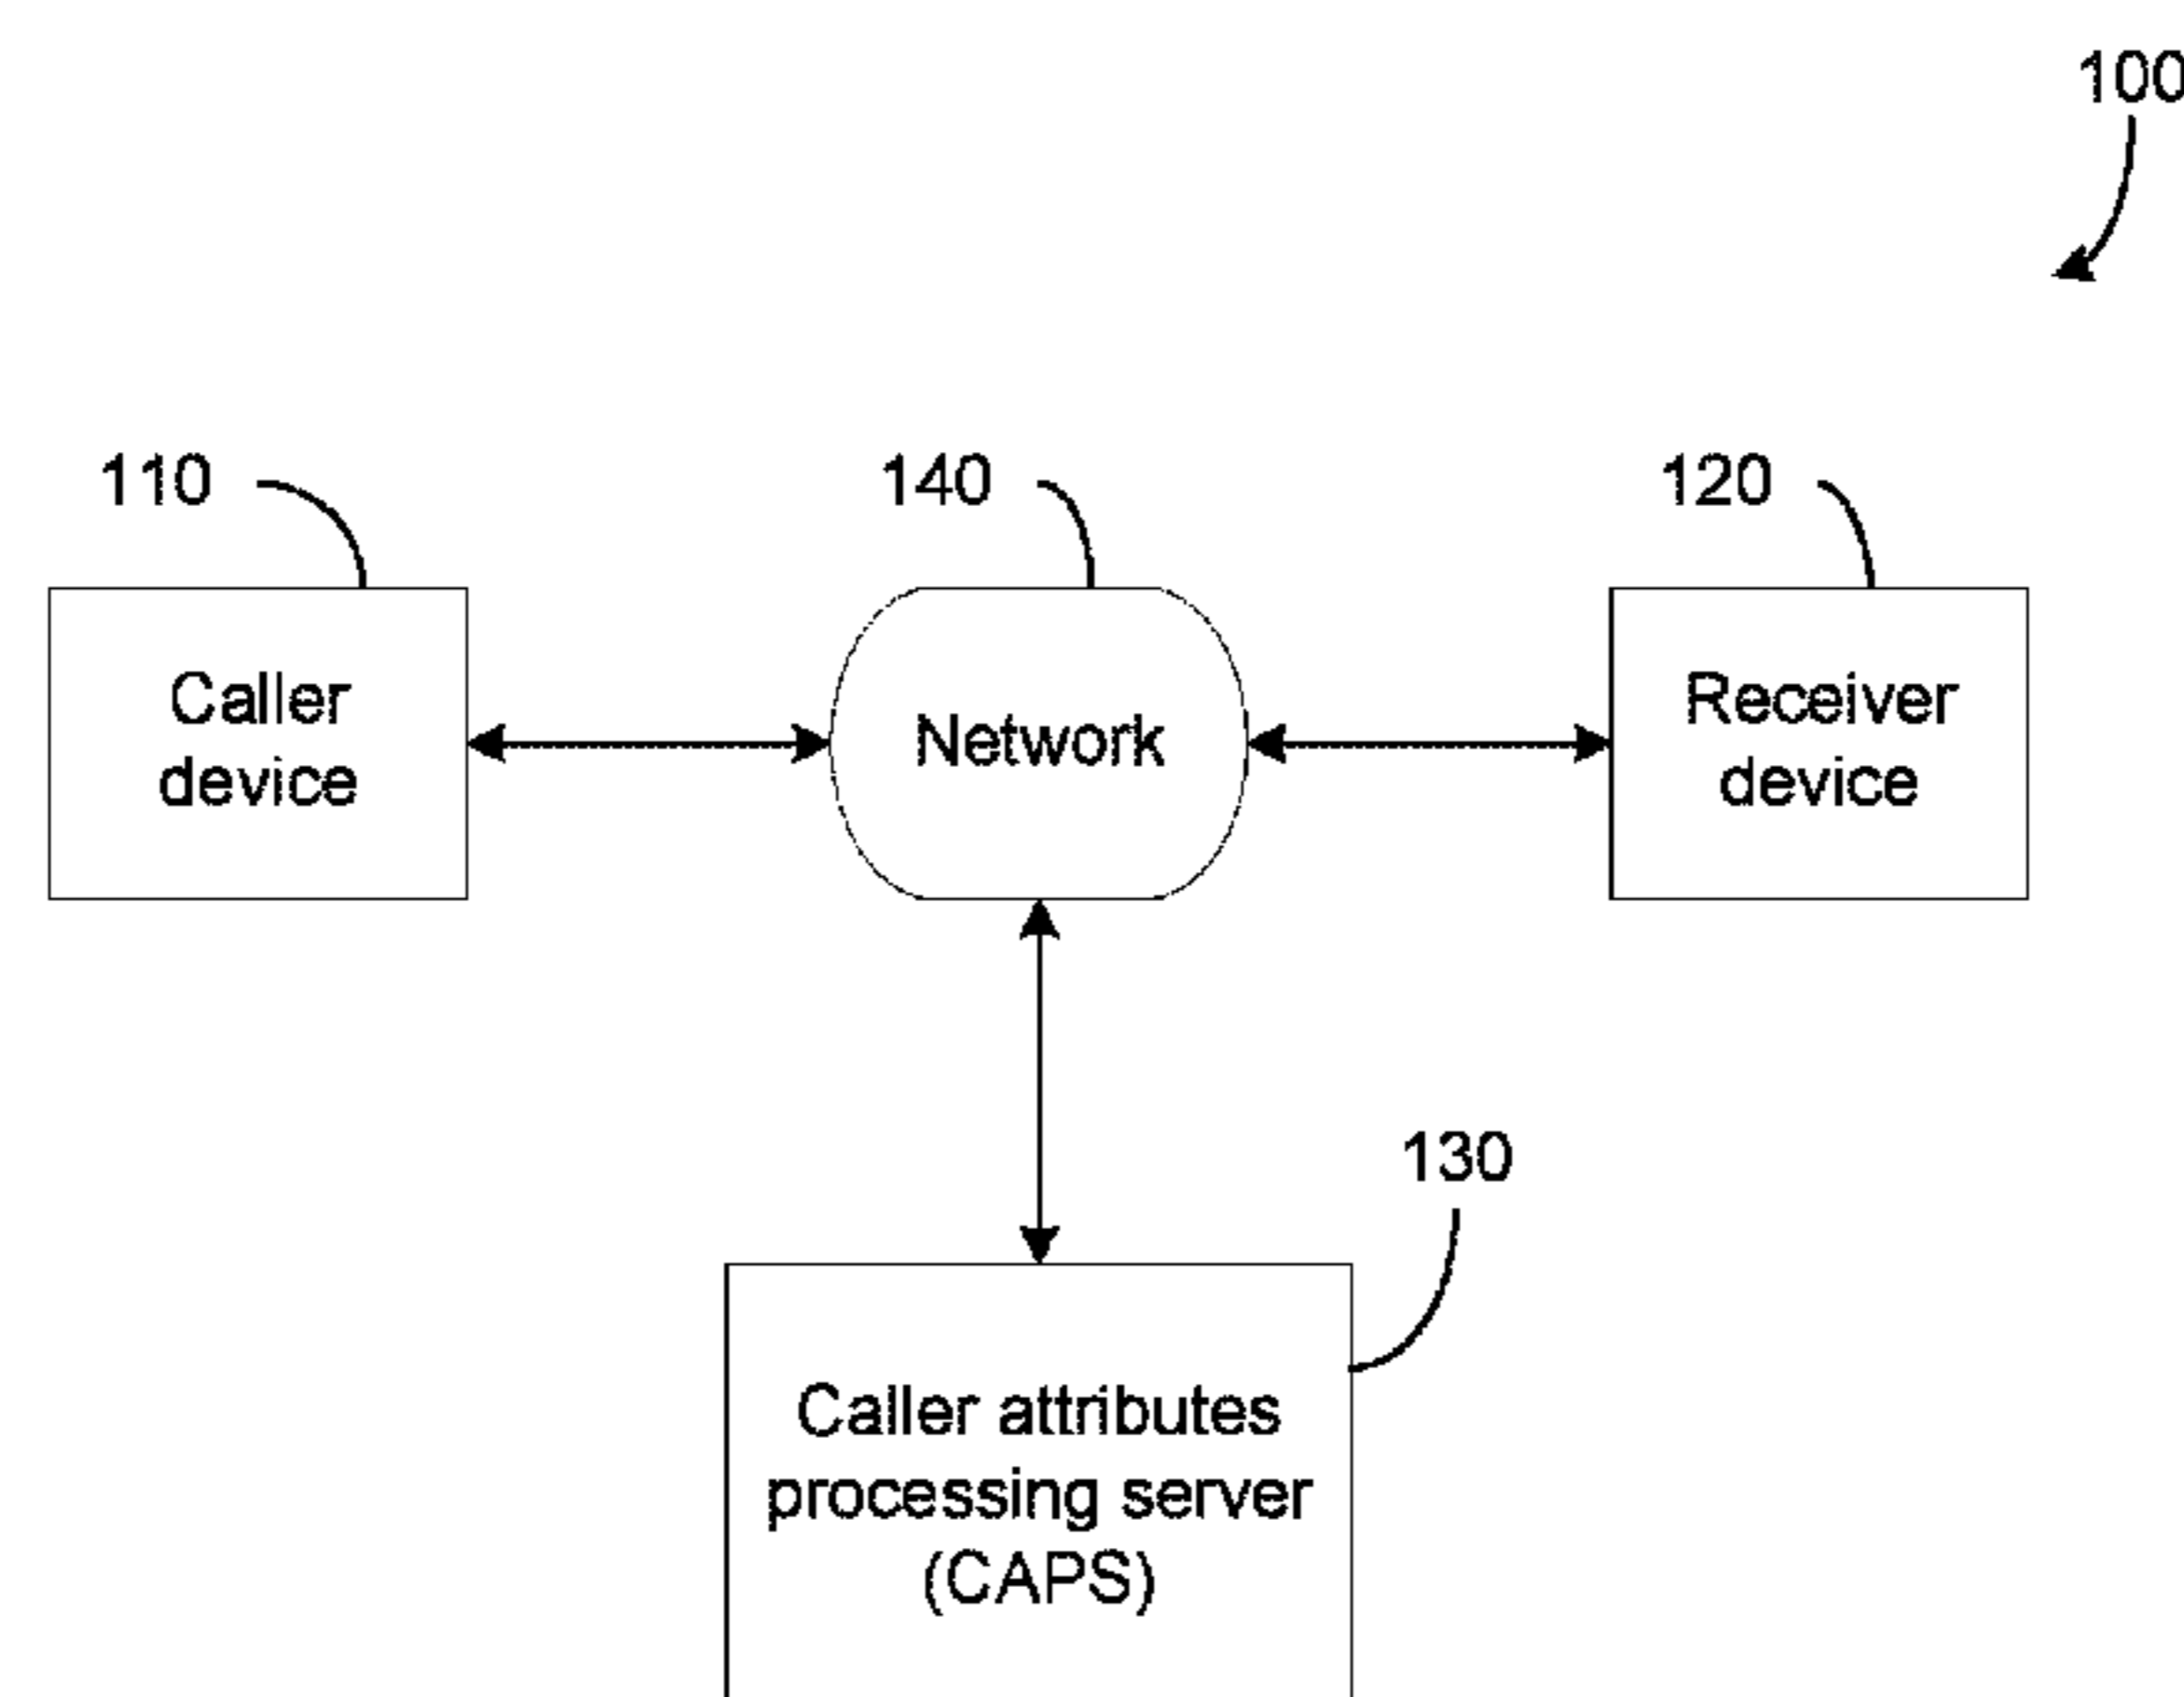 100
110
140
120
Caller
device
Network
Receiver
device
130
Caller attributes
processing server
(CAPS)